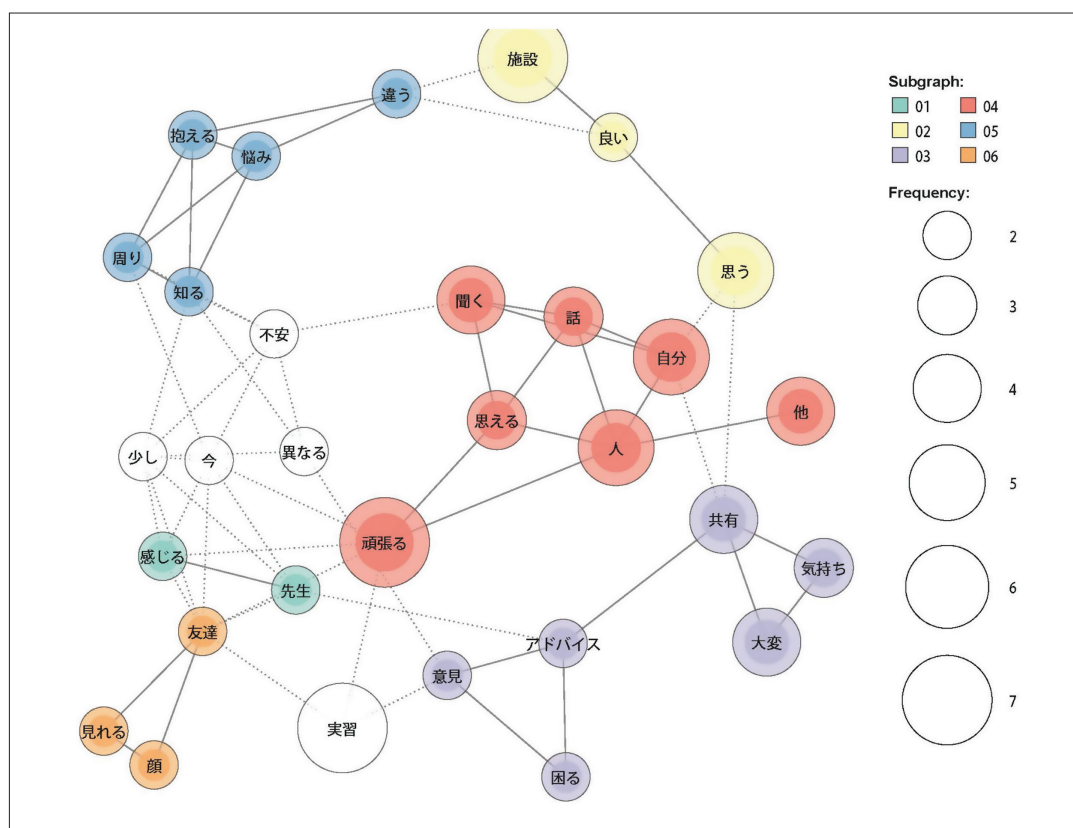 施設
違う
抱える
良い
悩み
周り
思う
知る
聞く
話
不安
自分
他
思える
人
少し
今
異なる
共有
頑張る
感じる
気持ち
先生
友達
アドバイス
大変
意見
見れる
実習
顔
困る
Subgraph:
01 04
02 05
03 06
Frequency:
2
3
4
5
6
7